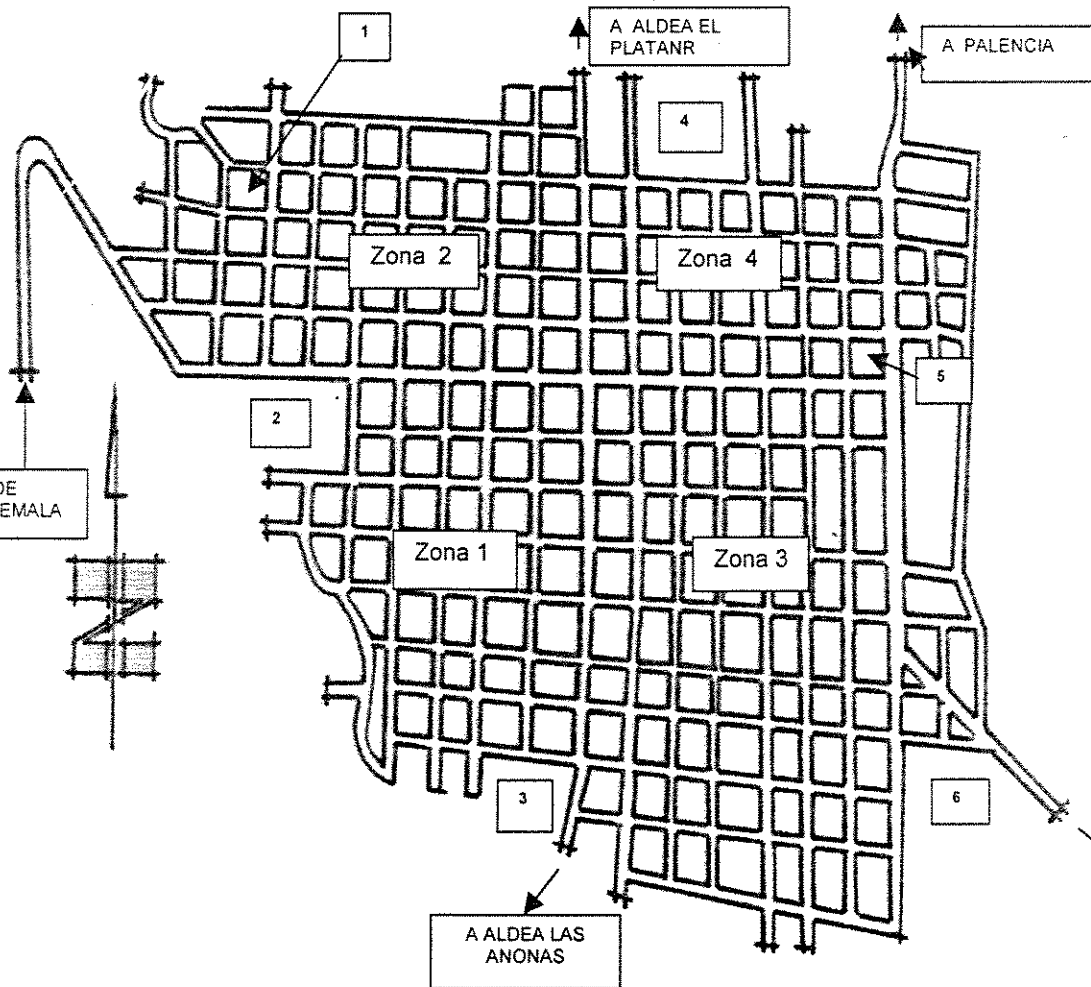 1
A ALDEA EL
PLATANR
A PALENCIA
4
Zona 2
Zona 4
5
2
DE
EMALA
Zona 1
Zona 3
3
6
A ALDEA LAS
ANONAS